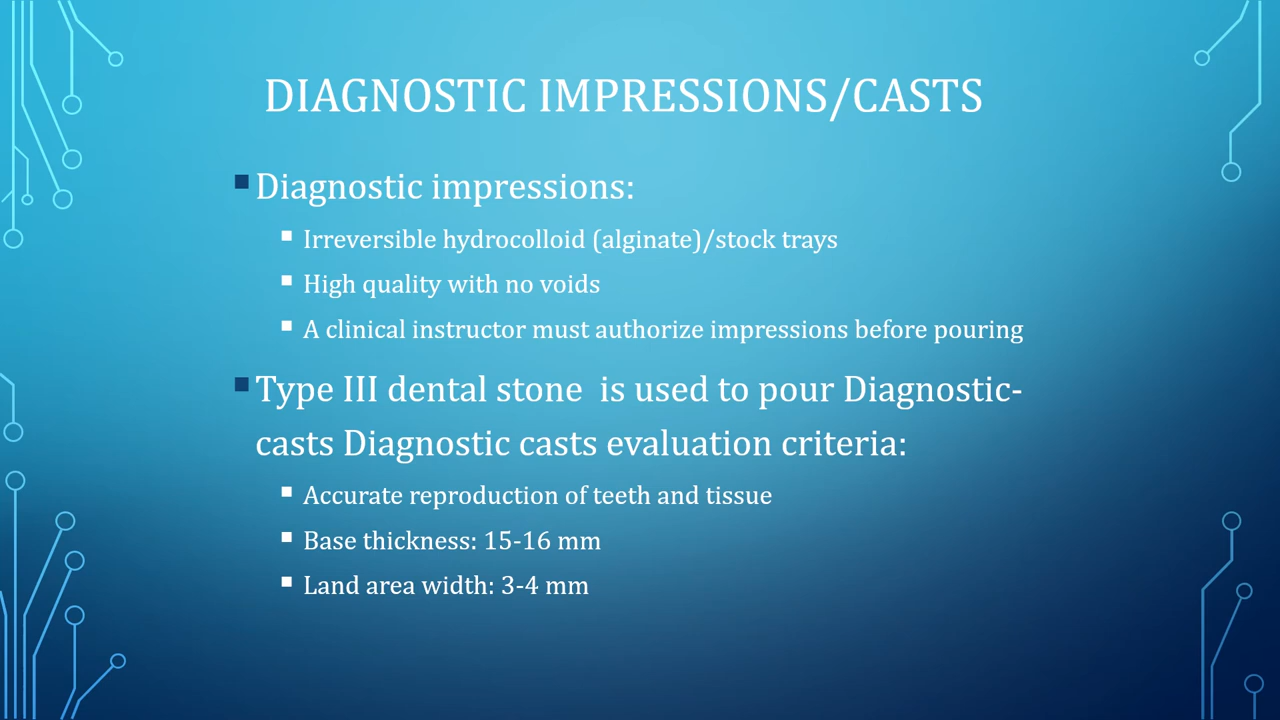 DIAGNOSTIC IMPRESSIONS/CASTS
Diagnostic impressions:
Irreversible hydrocolloid (alginate)/stock trays
High quality with no voids
A clinical instructor must authorize impressions before pouring
Type III dental stone  is used to pour Diagnostic-
casts Diagnostic casts evaluation criteria:
Accurate reproduction of teeth and tissue
Base thickness: 15-16 mm
Land area width: 3-4 mm